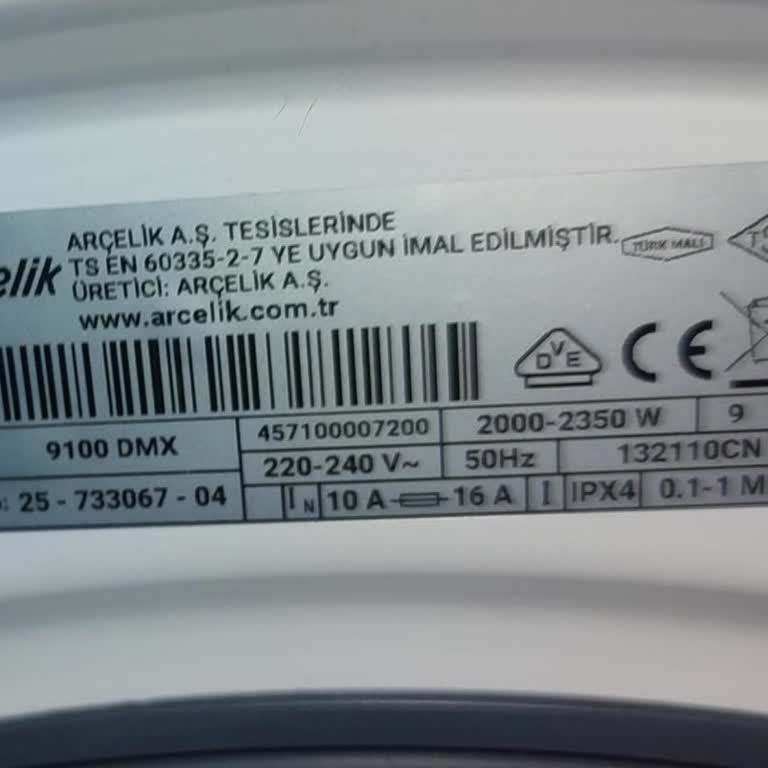 ARÇELİK A.Ş. TESİSLERİNDE
TS EN 60335-2-7 YE UYGUN İMAL EDİLMİŞTİR.
ÜRETİCİ: ARÇELİK A.Ş.
www.arcelik.com.tr
elik
TÜRK MALI
DVE
CE
9100 DMX
457100007200
2000-2350 W
9
220-240 V~
50Hz
132110CN
: 25 - 733067 - 04
IN
10 A
16 A
I
IPX4
0.1-1 M